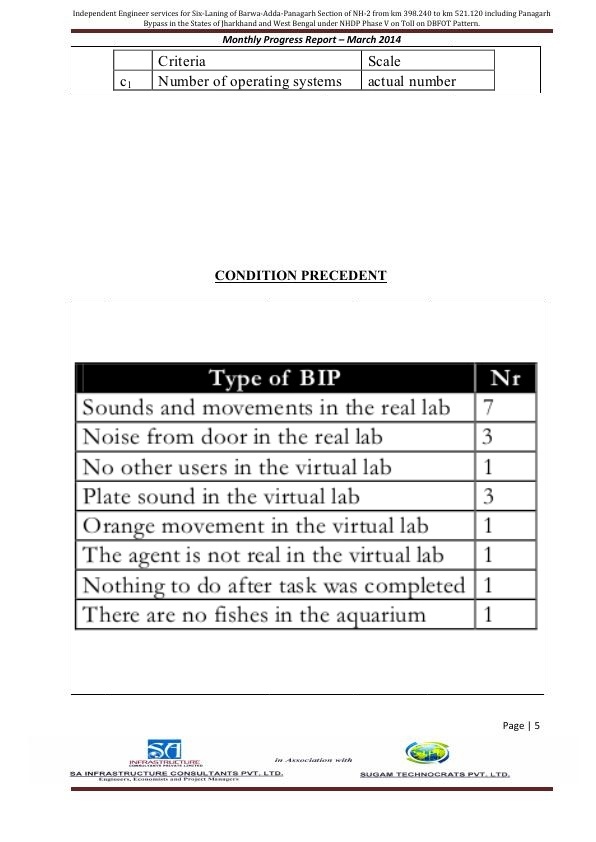 Independent Engineer services for Six-Laning of Barwa-Adda-Panagarh Section of NH-2 from km 398.240 to km 521.120 including Panagarh
Bypass in the States of Jharkhand and West Bengal under NHDP Phase V on Toll on DBFOT Pattern.
Monthly Progress Report – March 2014
Criteria Scale
c₁ Number of operating systems actual number
CONDITION PRECEDENT
Type of BIP Nr
Sounds and movements in the real lab 7
Noise from door in the real lab 3
No other users in the virtual lab 1
Plate sound in the virtual lab 3
Orange movement in the virtual lab 1
The agent is not real in the virtual lab 1
Nothing to do after task was completed 1
There are no fishes in the aquarium 1
Page | 5
SA
INFRASTRUCTURE
CONSULTANTS PRIVATE LIMITED
in Association with
SA INFRASTRUCTURE CONSULTANTS PVT. LTD.
Engineers, Economists and Project Managers
SUGAM TECHNOCRATS PVT. LTD.